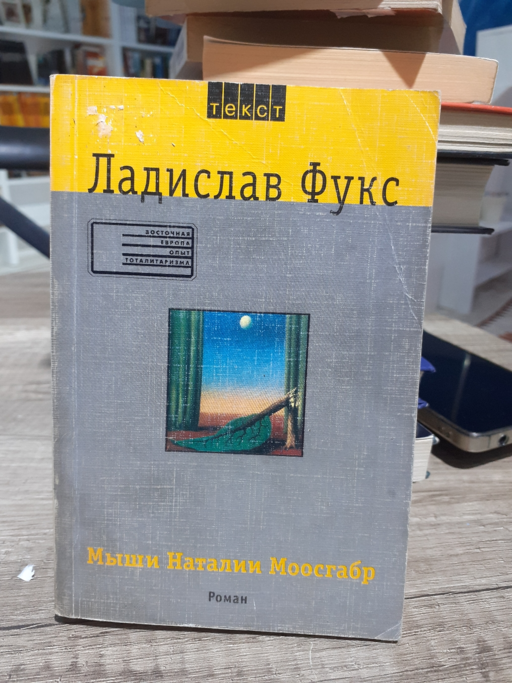 текст
Ладислав Фукс
ВОСТОЧНАЯ
ЕВРОПА
ОПЫТ
ТОТАЛИТАРИЗМА
Мыши Наталии Моосгабр
Роман